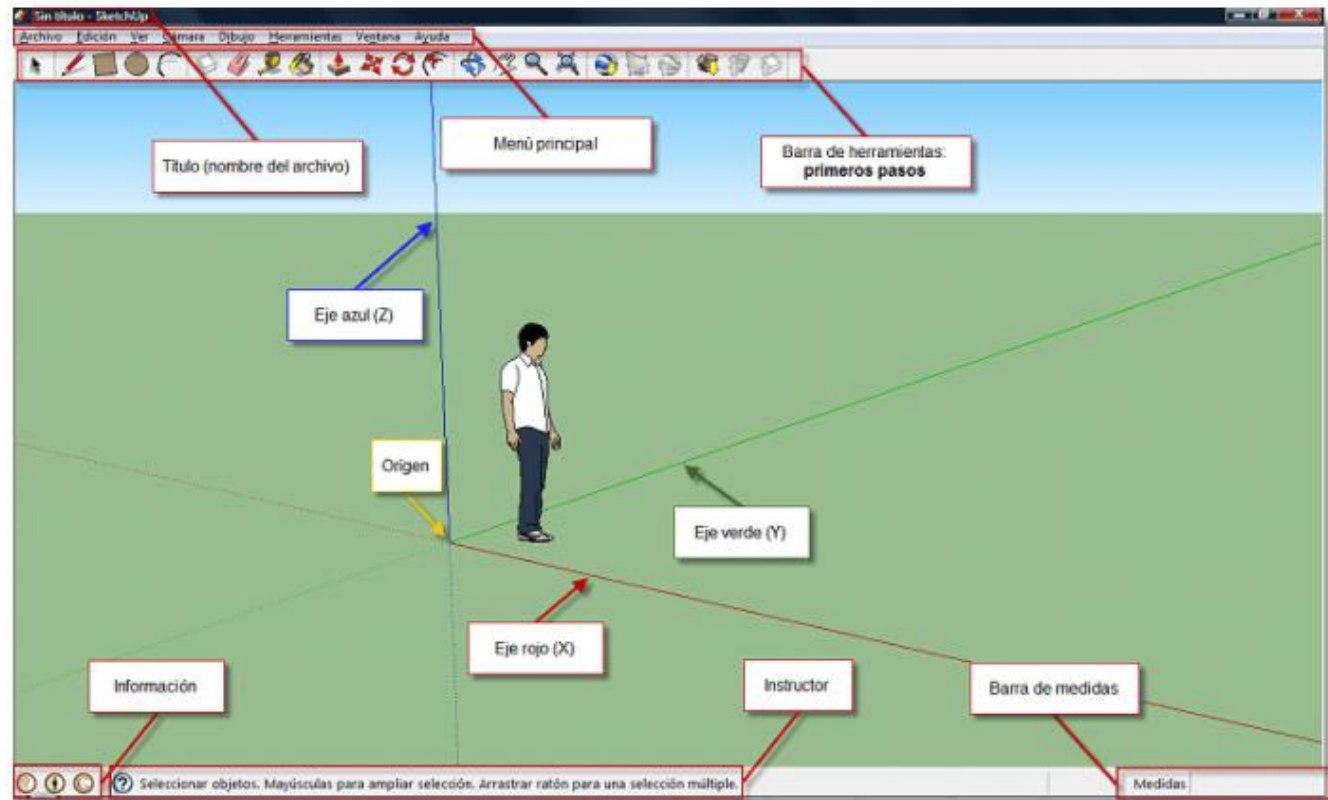 Sin título - SketchUp
Archivo Edición Ver Cámara Dibujo Herramientas Ventana Ayuda
Título (nombre del archivo)
Menú principal
Barra de herramientas:
primeros pasos
Eje azul (Z)
Origen
Eje verde (Y)
Eje rojo (X)
Información
Instructor
Barra de medidas
Seleccionar objetos. Mayúsculas para ampliar selección. Arrastrar ratón para una selección múltiple.
Medidas